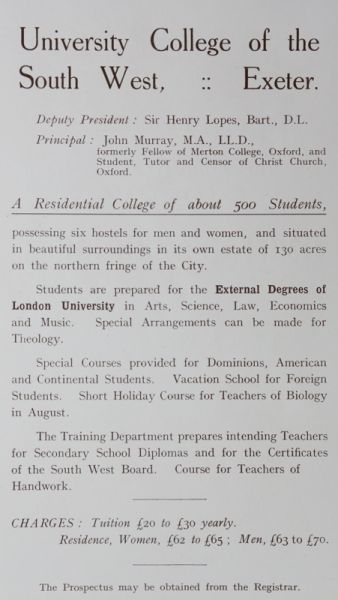 University College of the
South West, :: Exeter.
Deputy President : Sir Henry Lopes, Bart., D.L.
Principal : John Murray, M.A., LL.D.,
formerly Fellow of Merton College, Oxford, and
Student, Tutor and Censor of Christ Church,
Oxford.
A Residential College of about 500 Students,
possessing six hostels for men and women, and situated
in beautiful surroundings in its own estate of 130 acres
on the northern fringe of the City.
Students are prepared for the External Degrees of
London University in Arts, Science, Law, Economics
and Music. Special Arrangements can be made for
Theology.
Special Courses provided for Dominions, American
and Continental Students. Vacation School for Foreign
Students. Short Holiday Course for Teachers of Biology
in August.
The Training Department prepares intending Teachers
for Secondary School Diplomas and for the Certificates
of the South West Board. Course for Teachers of
Handwork.
CHARGES : Tuition £20 to £30 yearly.
Residence, Women, £62 to £65 ; Men, £63 to £70.
The Prospectus may be obtained from the Registrar.